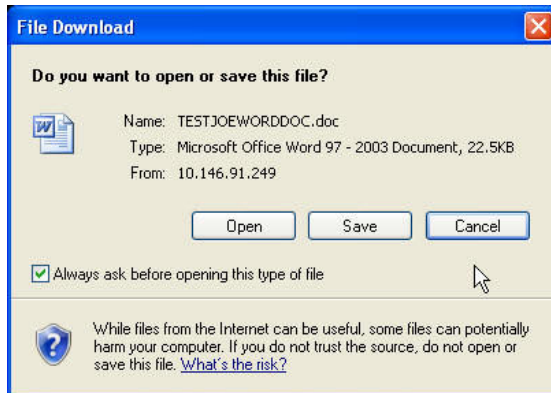 File Download
Do you want to open or save this file?
Name: TESTJOEWORDDOC.doc
Type: Microsoft Office Word 97 - 2003 Document, 22.5KB
From: 10.146.91.249
Open Save Cancel
Always ask before opening this type of file
While files from the Internet can be useful, some files can potentially
harm your computer. If you do not trust the source, do not open or
save this file. What's the risk?